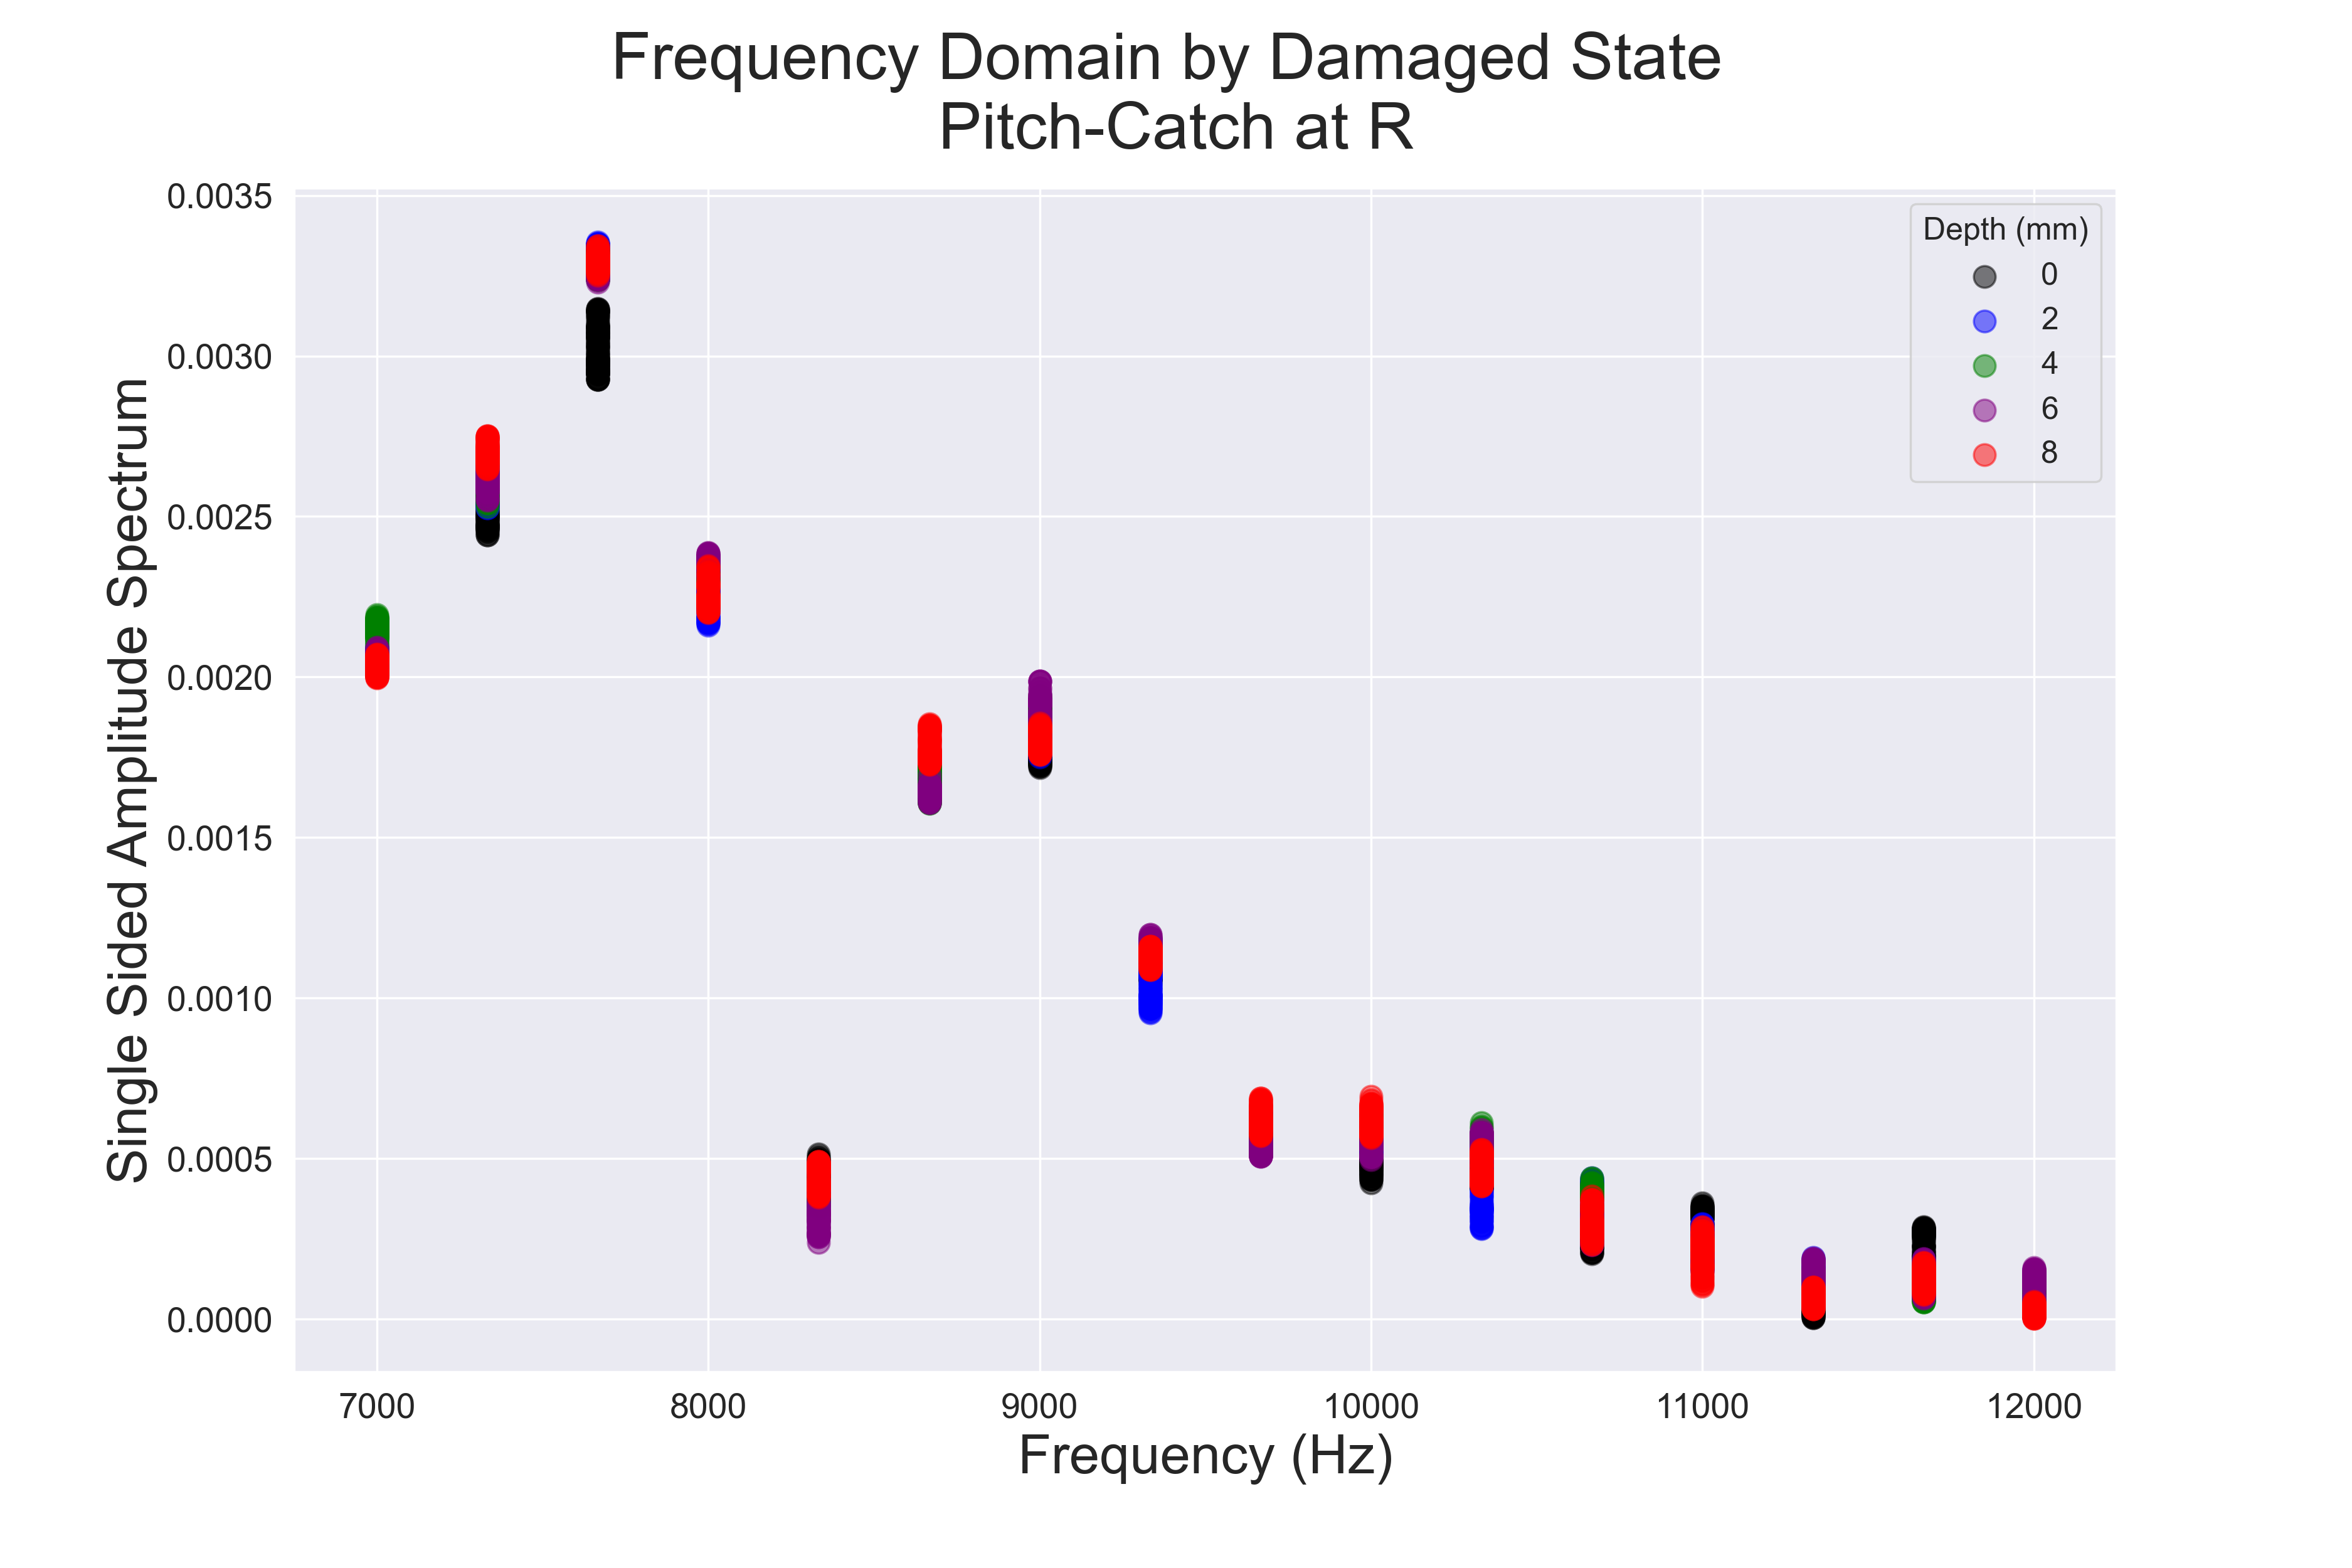 Frequency Domain by Damaged State
Pitch-Catch at R
Single Sided Amplitude Spectrum
0.0035
0.0030
0.0025
0.0020
0.0015
0.0010
0.0005
0.0000
Depth (mm)
0
2
4
6
8
7000 8000 9000 10000 11000 12000
Frequency (Hz)